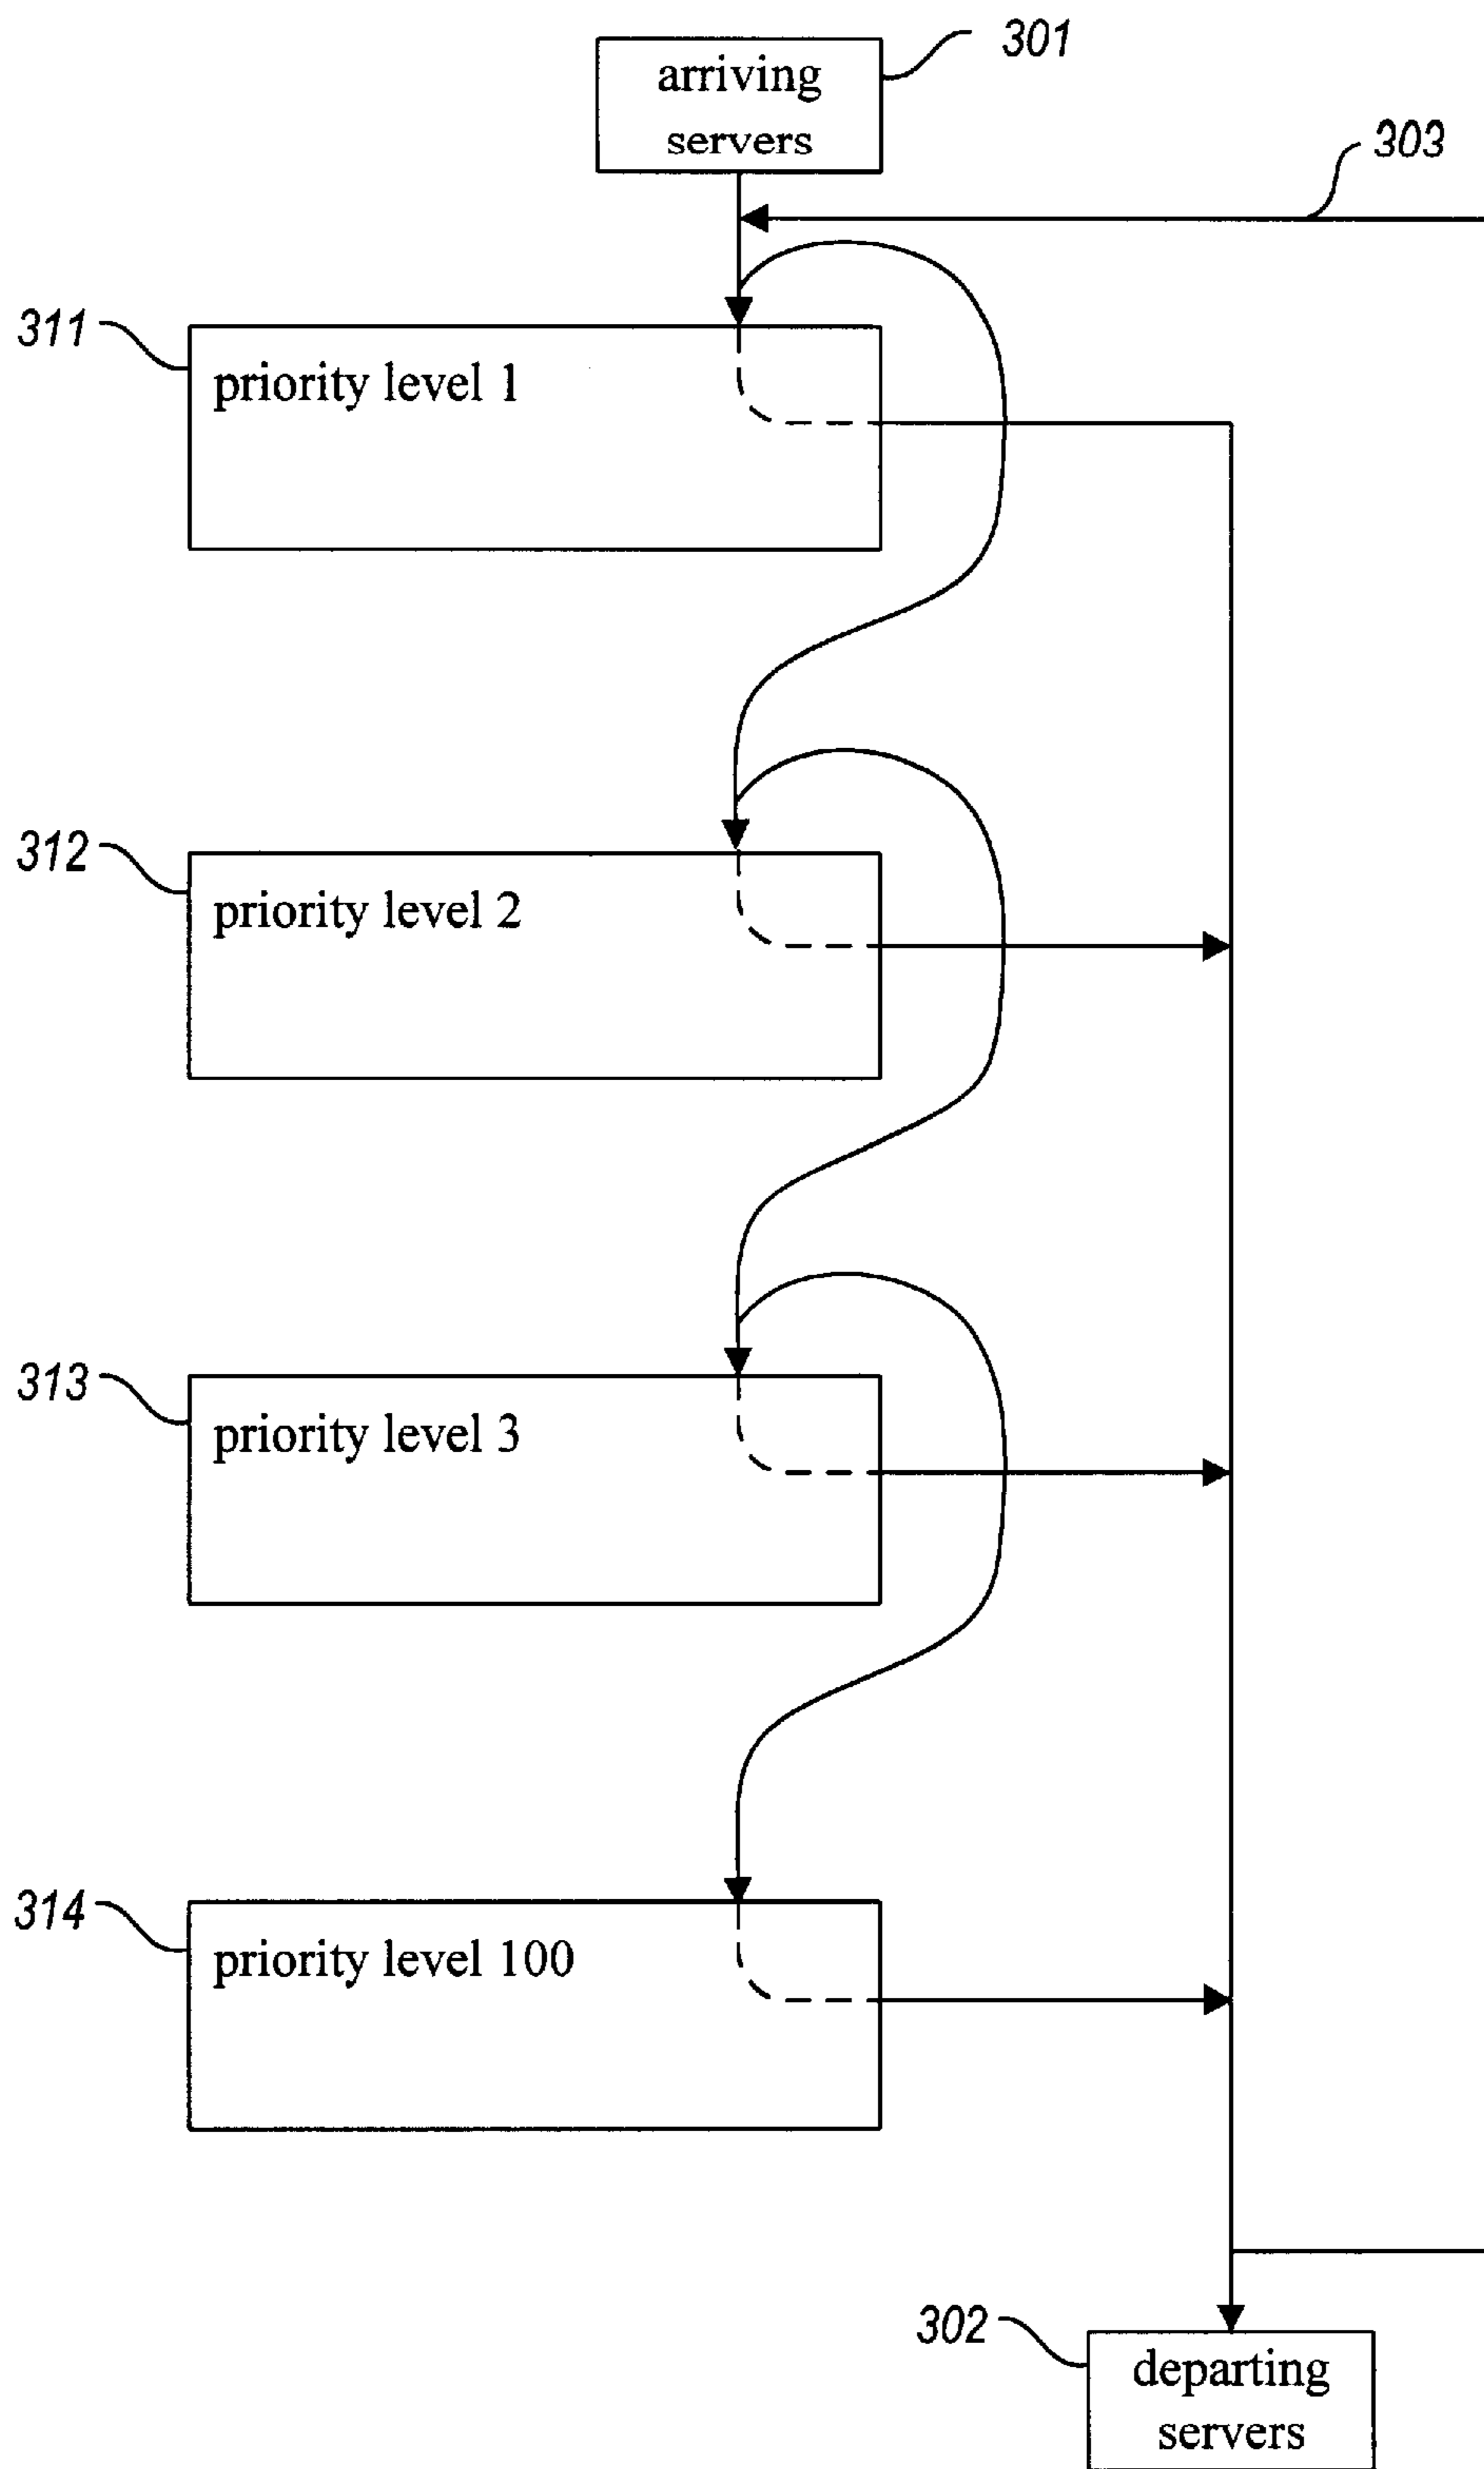 301
arriving
servers
303
311
priority level 1
312
priority level 2
313
priority level 3
314
priority level 100
302
departing
servers